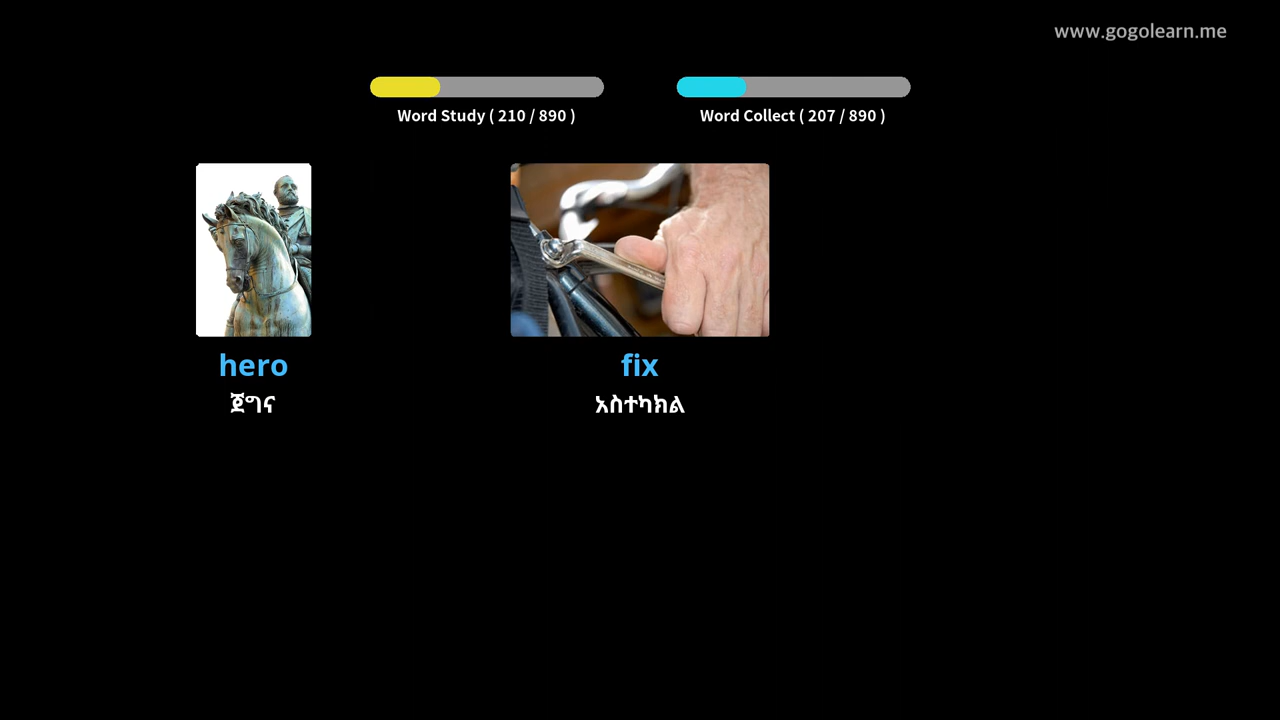 www.gogolearn.me
Word Study ( 210 / 890 )
Word Collect ( 207 / 890 )
hero
ጀግና
fix
አስተካክል